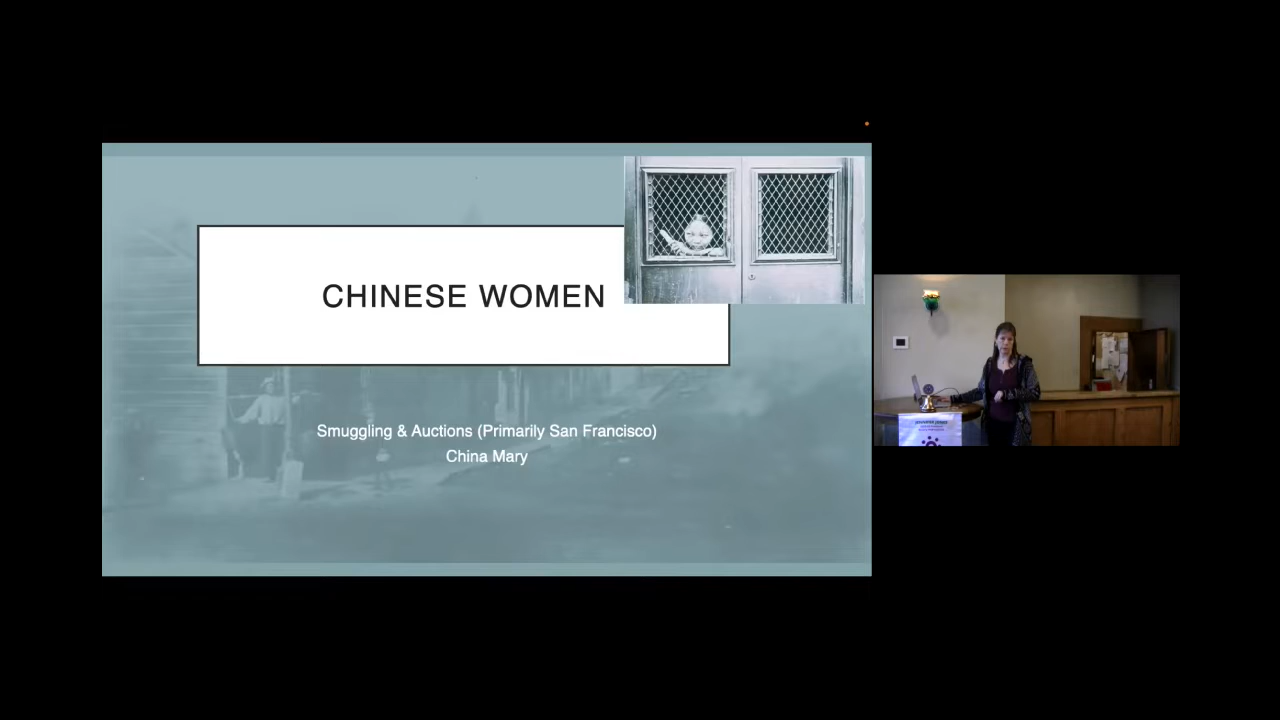 CHINESE WOMEN
Smuggling & Auctions (Primarily San Francisco)
China Mary